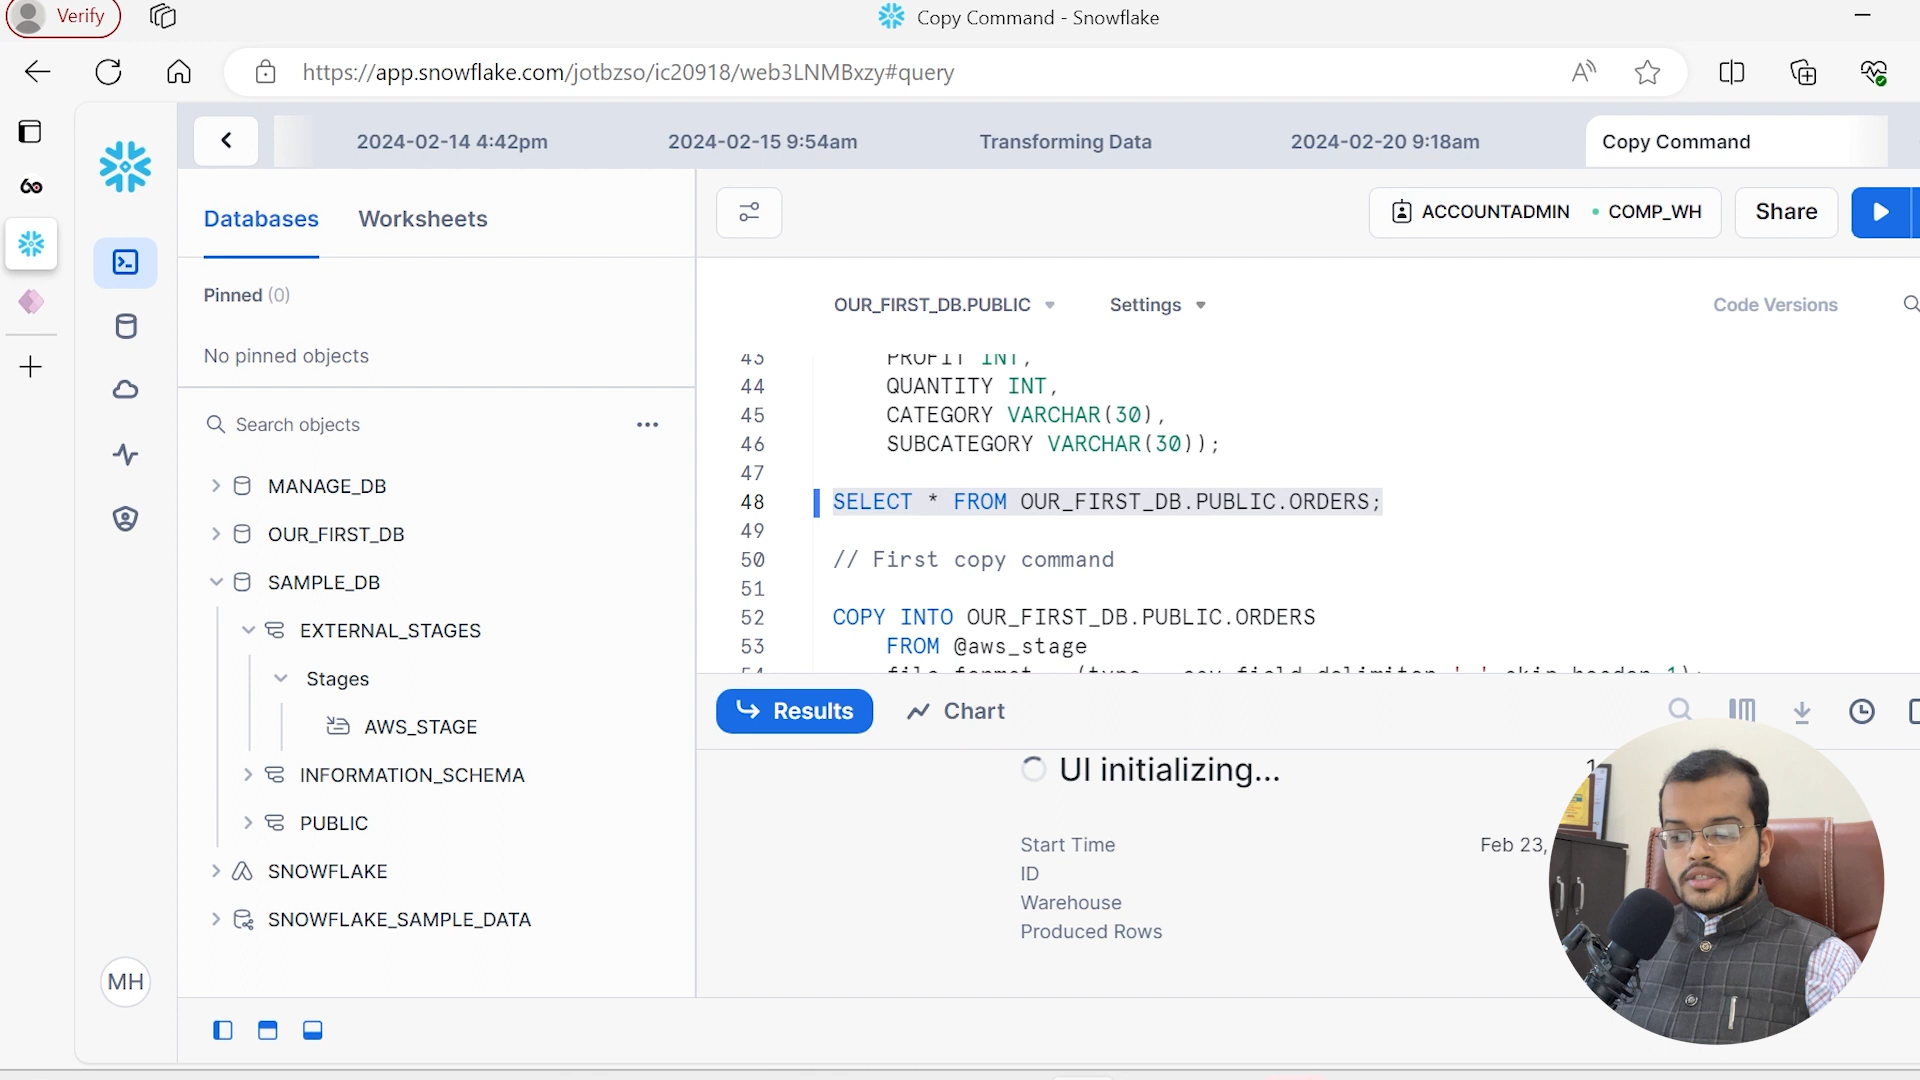 Verify
Copy Command - Snowflake
https://app.snowflake.com/jotbzso/ic20918/web3LNMBxzy#query
2024-02-14 4:42pm
2024-02-15 9:54am
Transforming Data
2024-02-20 9:18am
Copy Command
Databases
Worksheets
ACCOUNTADMIN
COMP_WH
Share
Pinned (0)
No pinned objects
Search objects
MANAGE_DB
OUR_FIRST_DB
SAMPLE_DB
EXTERNAL_STAGES
Stages
AWS_STAGE
INFORMATION_SCHEMA
PUBLIC
SNOWFLAKE
SNOWFLAKE_SAMPLE_DATA
MH
OUR_FIRST_DB.PUBLIC
Settings
Code Versions
43 PROFIT INT,
44 QUANTITY INT,
45 CATEGORY VARCHAR(30),
46 SUBCATEGORY VARCHAR(30));
47
48 SELECT * FROM OUR_FIRST_DB.PUBLIC.ORDERS;
49
50 // First copy command
51
52 COPY INTO OUR_FIRST_DB.PUBLIC.ORDERS
53 FROM @aws_stage
Results
Chart
UI initializing...
Start Time Feb 23,
ID
Warehouse
Produced Rows